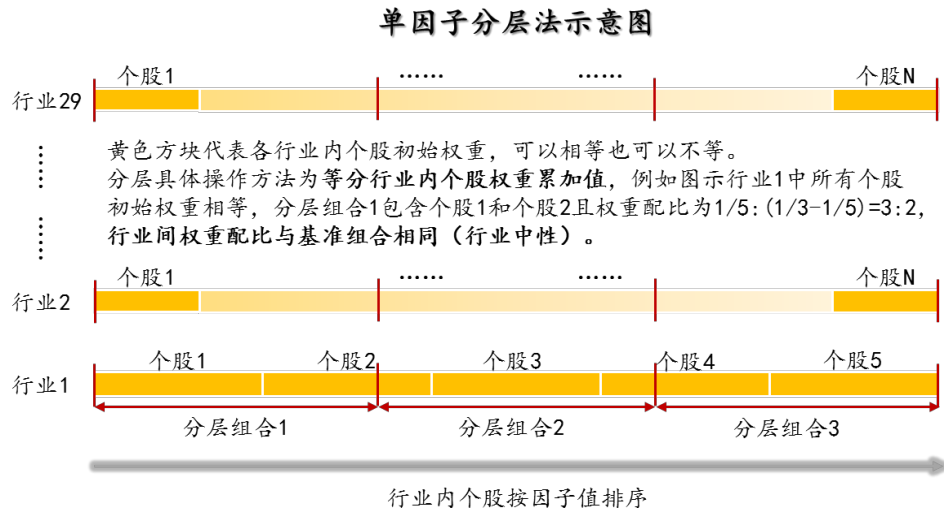 单因子分层法示意图
个股1 …… …… 个股N
行业29
……
……
黄色方块代表各行业内个股初始权重，可以相等也可以不等。
分层具体操作方法为等分行业内个股权重累加值，例如图示行业1中所有个股
初始权重相等，分层组合1包含个股1和个股2且权重配比为1/5:(1/3-1/5)=3:2，
行业间权重配比与基准组合相同（行业中性）。
个股1 …… …… 个股N
行业2
个股1 个股2 个股3 个股4 个股5
行业1
分层组合1 分层组合2 分层组合3
行业内个股按因子值排序